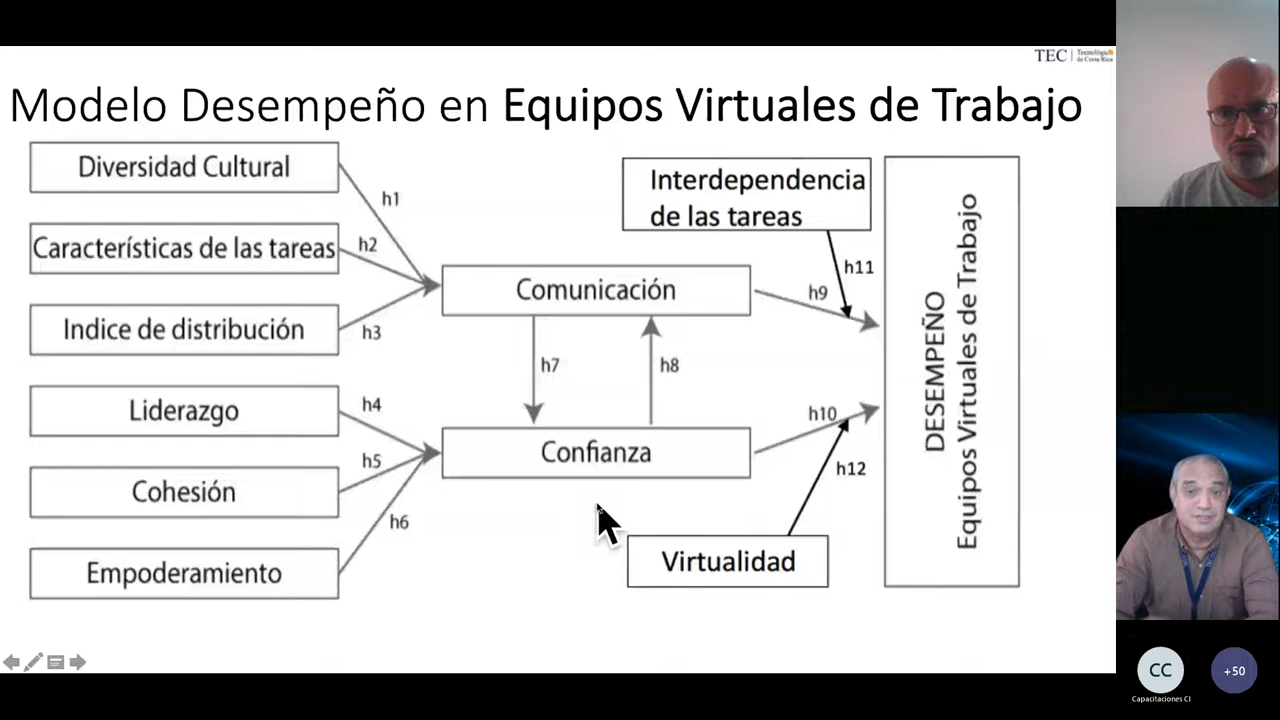 TEC | Tecnológico
de Costa Rica
Modelo Desempeño en Equipos Virtuales de Trabajo
Diversidad Cultural
Características de las tareas
Indice de distribución
Liderazgo
Cohesión
Empoderamiento
h1
h2
h3
h4
h5
h6
Comunicación
h7
h8
Confianza
Interdependencia
de las tareas
h11
h9
h10
h12
Virtualidad
DESEMPEÑO
Equipos Virtuales de Trabajo
CC
Capacitaciones CI
+50